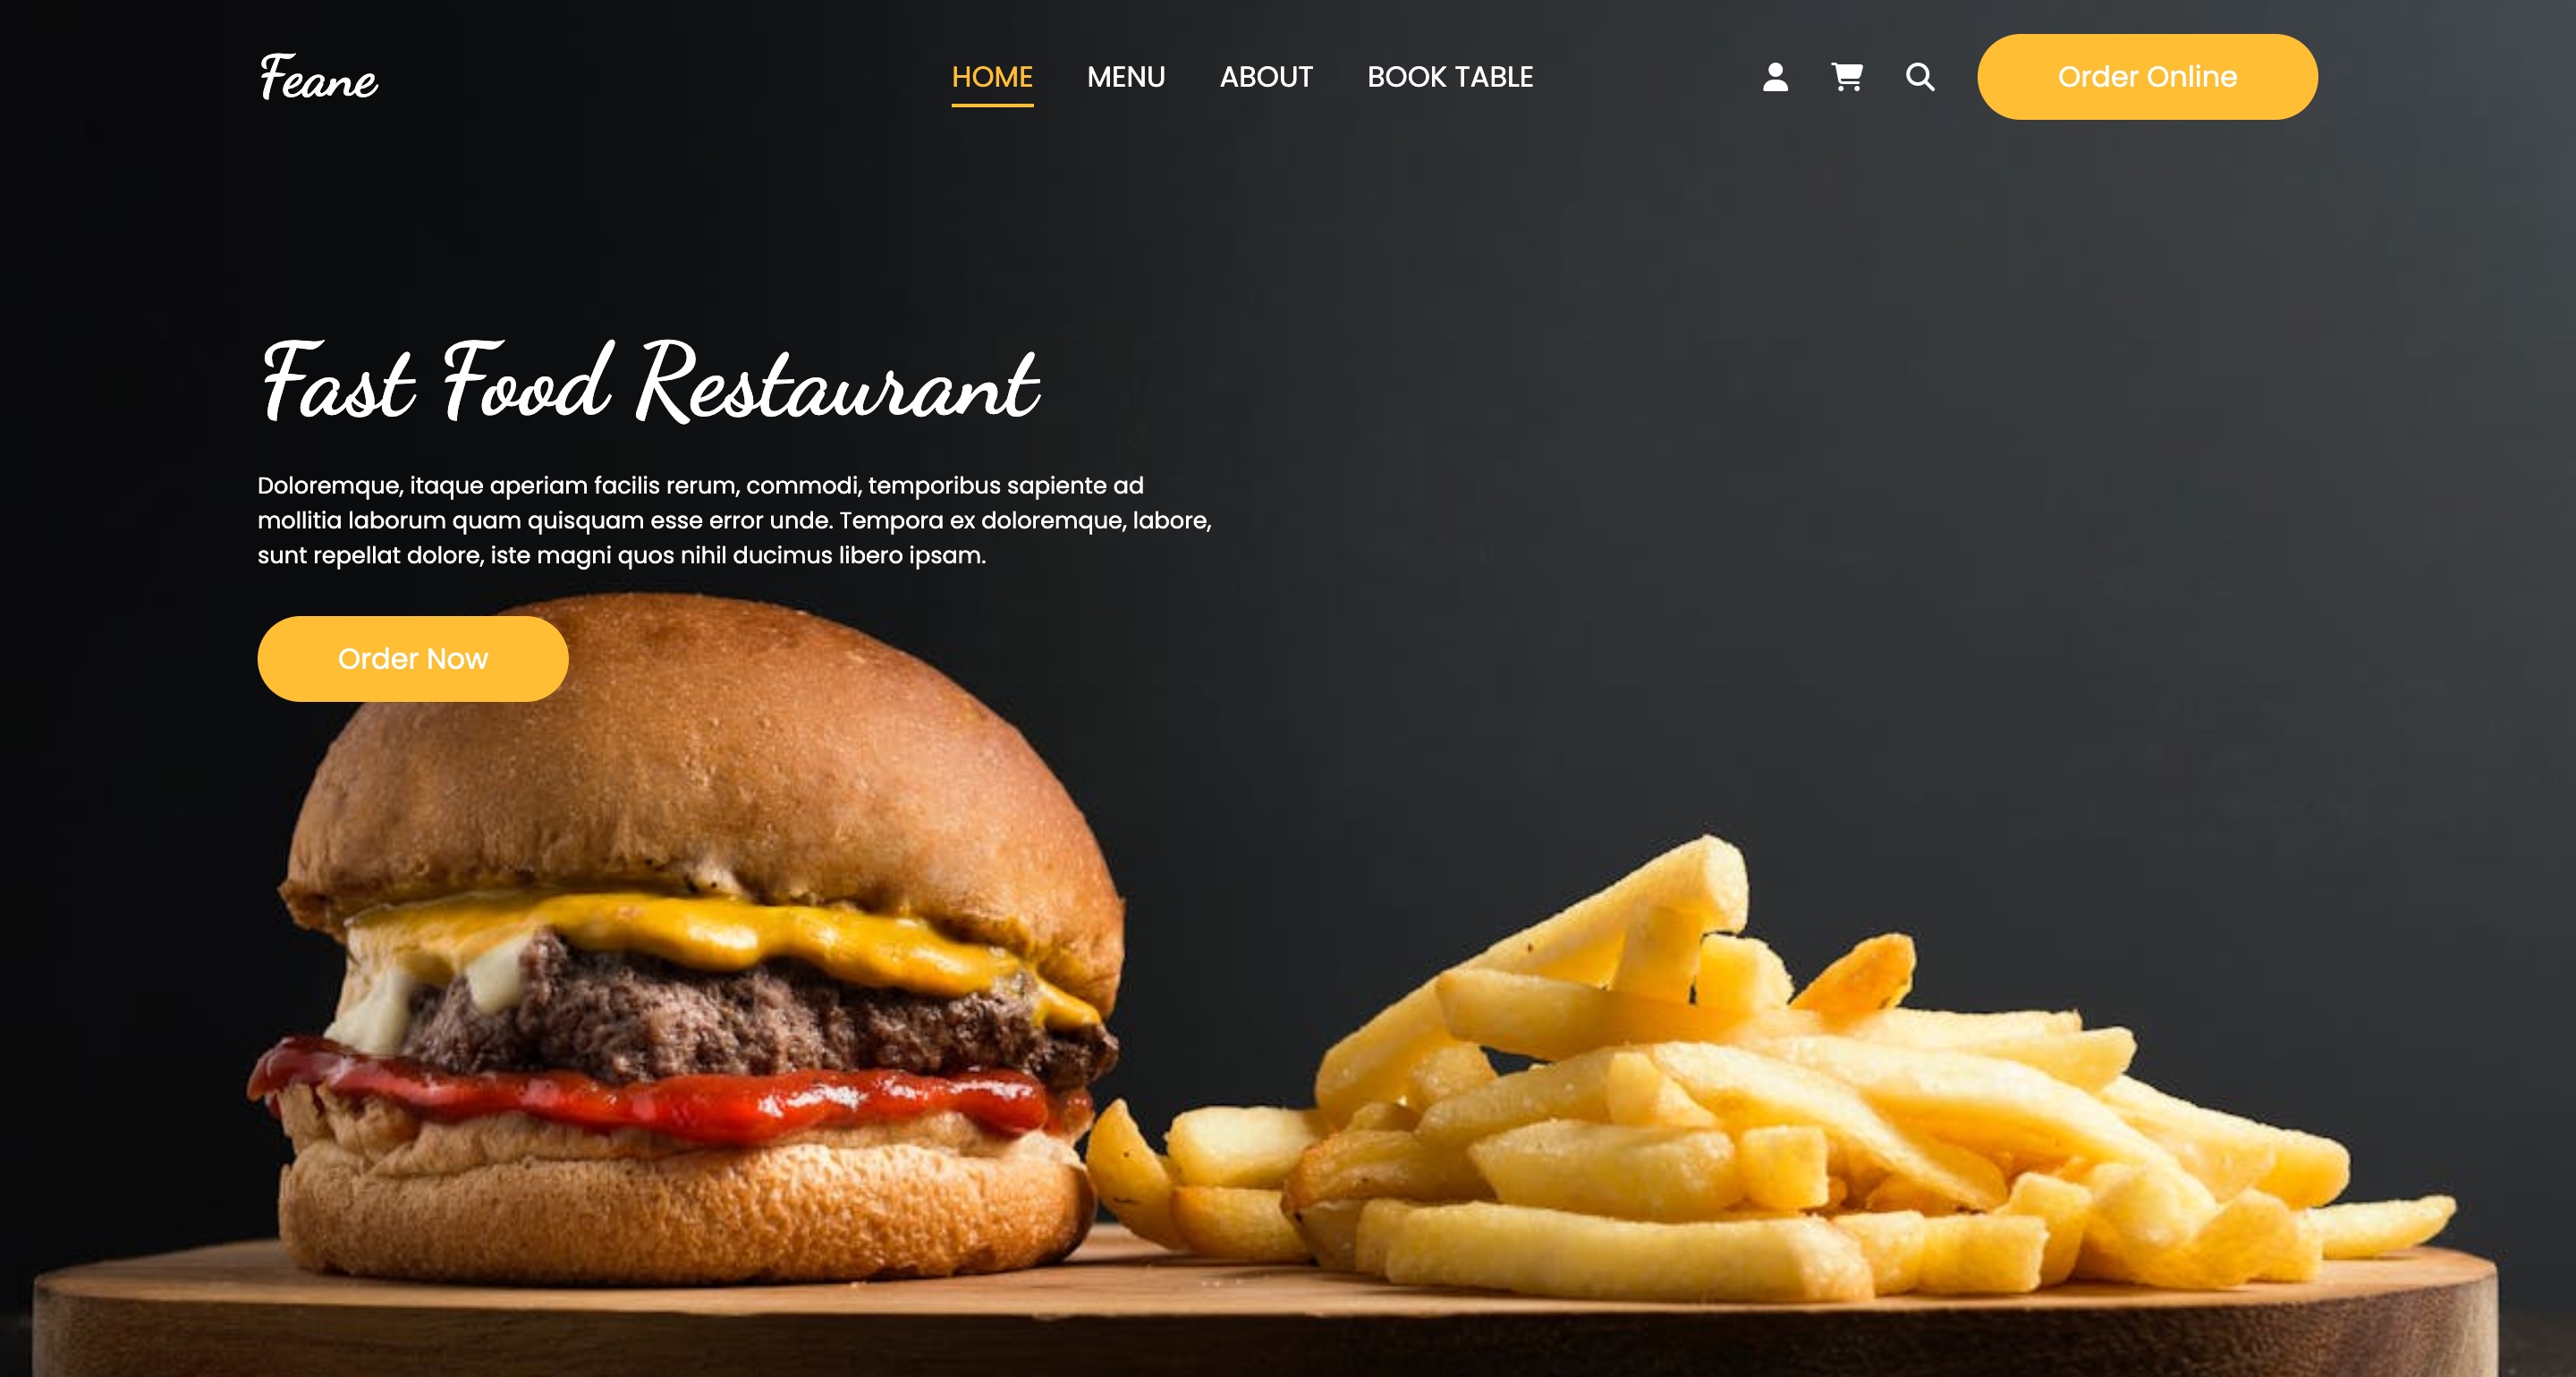 Feane
HOME
MENU
ABOUT
BOOK TABLE
Order Online
Fast Food Restaurant
Doloremque, itaque aperiam facilis rerum, commodi, temporibus sapiente ad
mollitia laborum quam quisquam esse error unde. Tempora ex doloremque, labore,
sunt repellat dolore, iste magni quos nihil ducimus libero ipsam.
Order Now